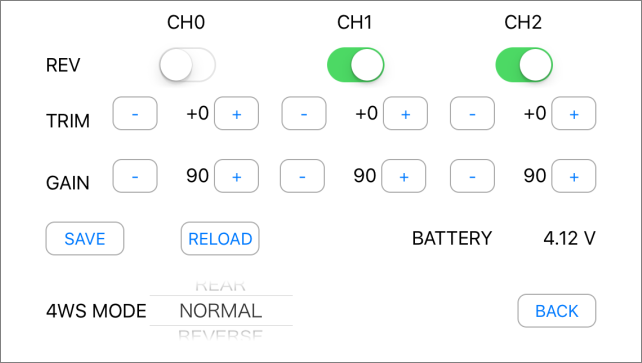 CH0 CH1 CH2
REV
TRIM - +0 + - +0 + - +0 +
GAIN - 90 + - 90 + - 90 +
SAVE RELOAD BATTERY 4.12 V
REAR
4WS MODE NORMAL BACK
REVERSE